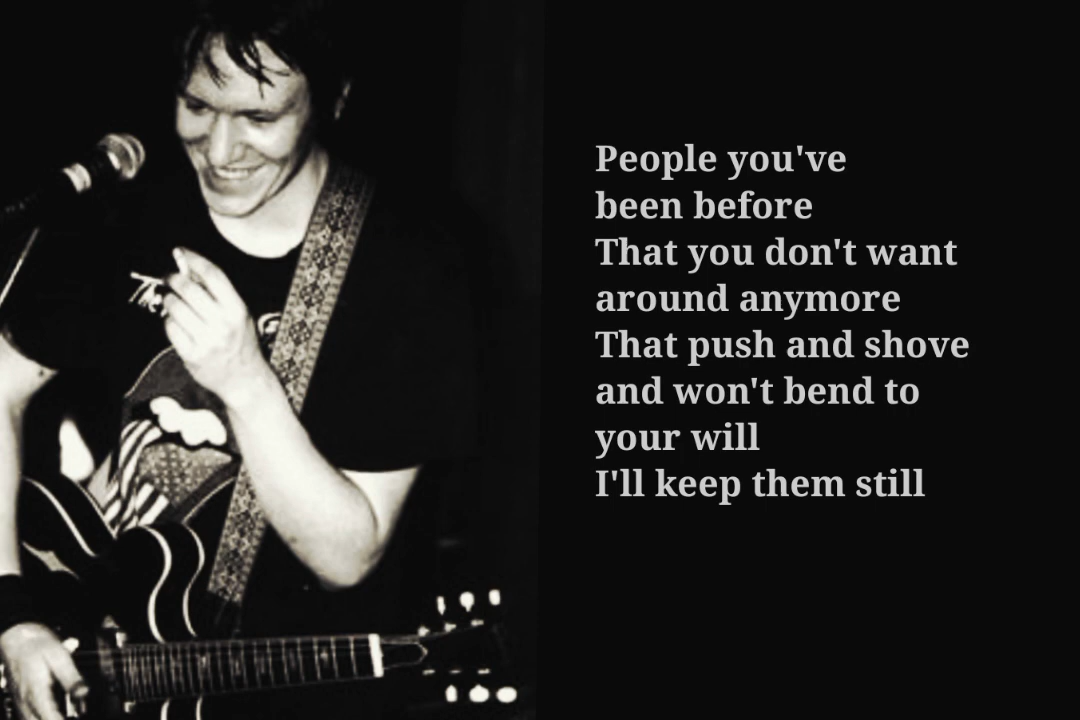 People you've
been before
That you don't want
around anymore
That push and shove
and won't bend to
your will
I'll keep them still